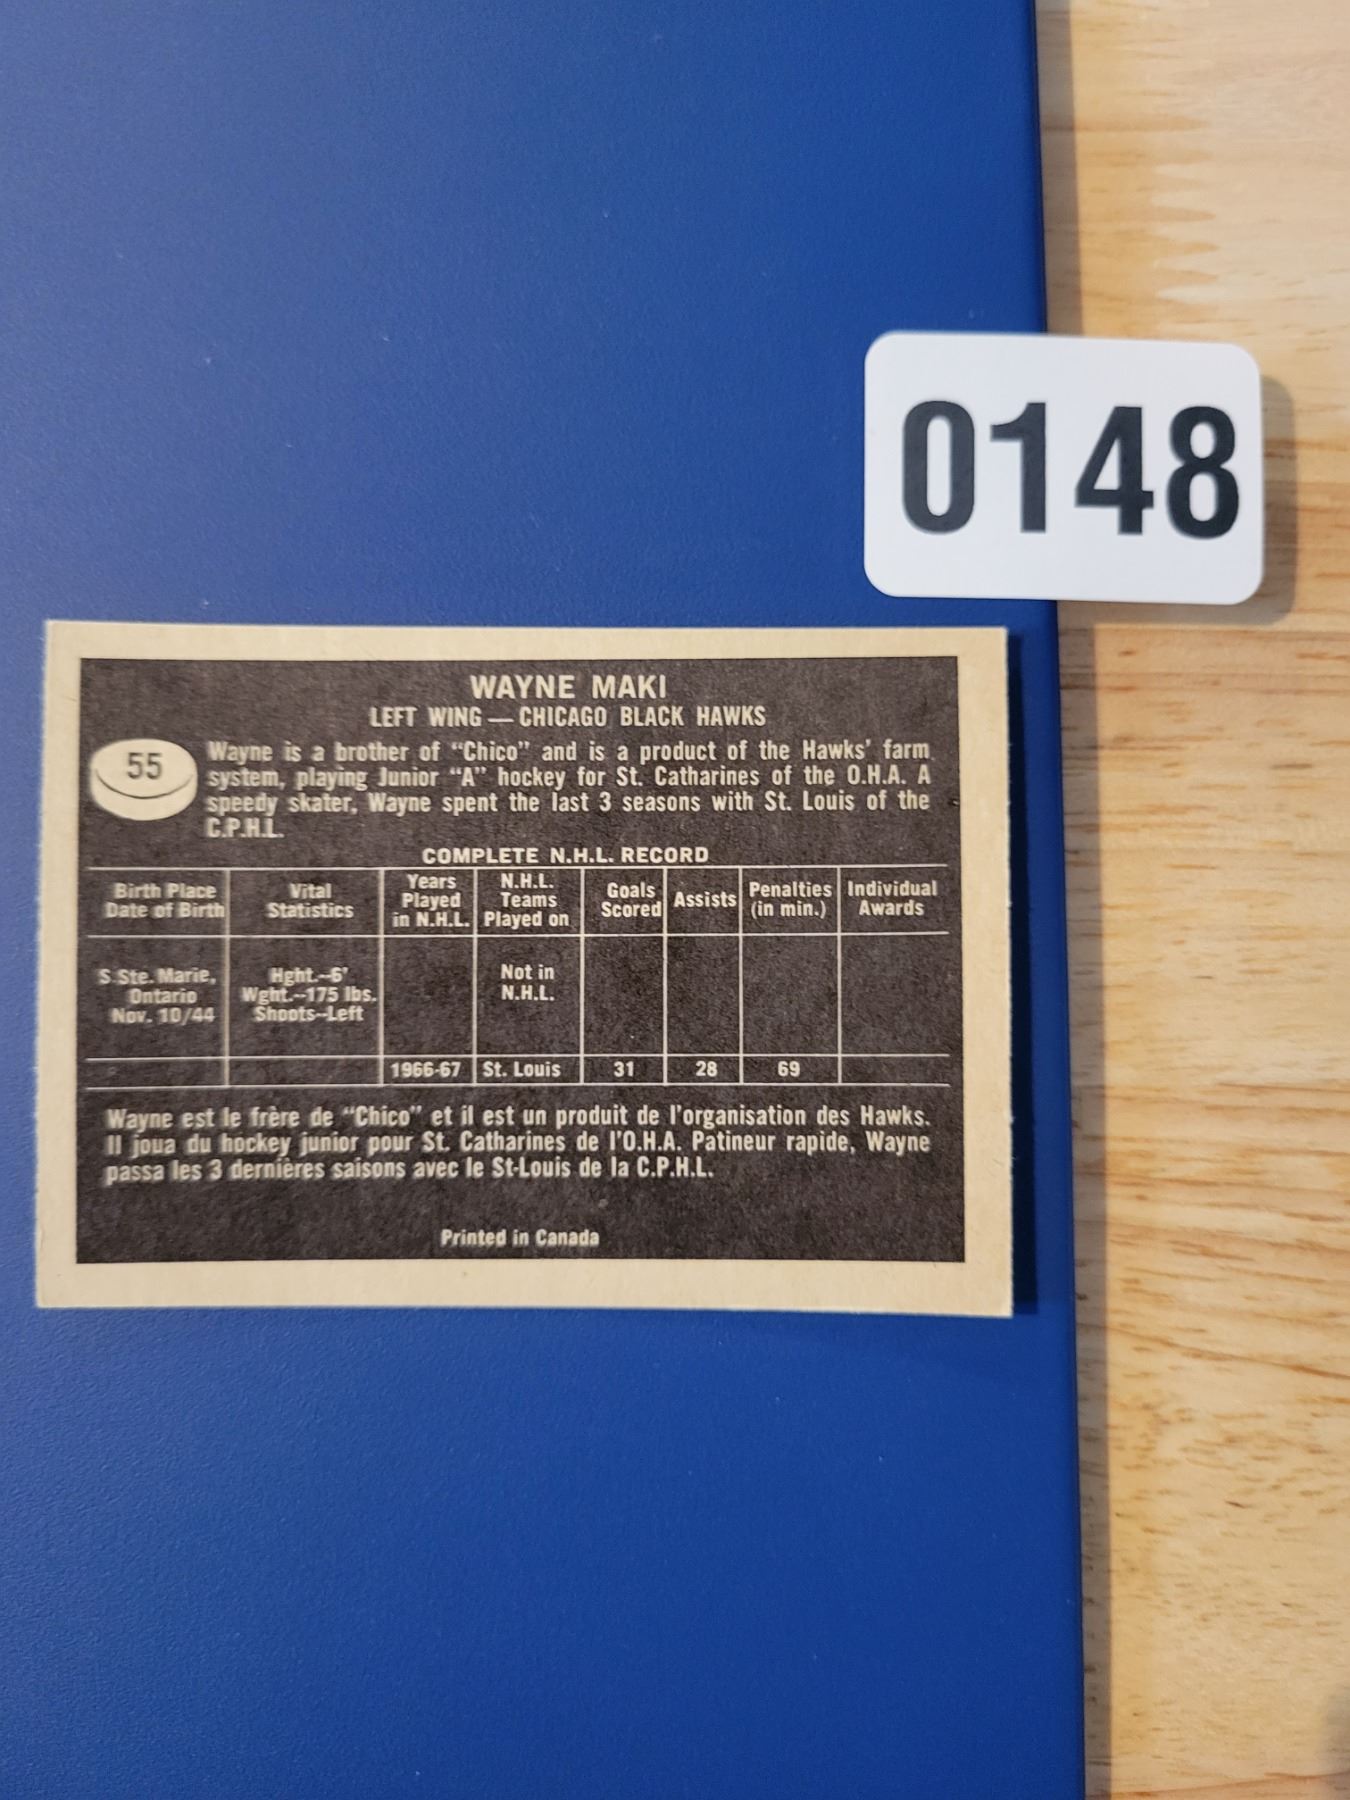 0148
WAYNE MAKI
LEFT WING — CHICAGO BLACK HAWKS
55
Wayne is a brother of "Chico" and is a product of the Hawks' farm
system, playing Junior "A" hockey for St. Catharines of the O.H.A. A
speedy skater, Wayne spent the last 3 seasons with St. Louis of the
C.P.H.L.
COMPLETE N.H.L. RECORD
Birth Place
Date of Birth
Vital
Statistics
Years
Played
in N.H.L.
N.H.L.
Teams
Played on
Goals
Scored
Assists
Penalties
(in min.)
Individual
Awards
S.Ste. Marie,
Ontario
Nov. 10/44
Hght.--6'
Wght.--175 lbs.
Shoots--Left
Not in
N.H.L.
1966-67 St. Louis 31 28 69
Wayne est le frère de "Chico" et il est un produit de l'organisation des Hawks.
Il joua du hockey junior pour St. Catharines de l'O.H.A. Patineur rapide, Wayne
passa les 3 dernières saisons avec le St-Louis de la C.P.H.L.
Printed in Canada